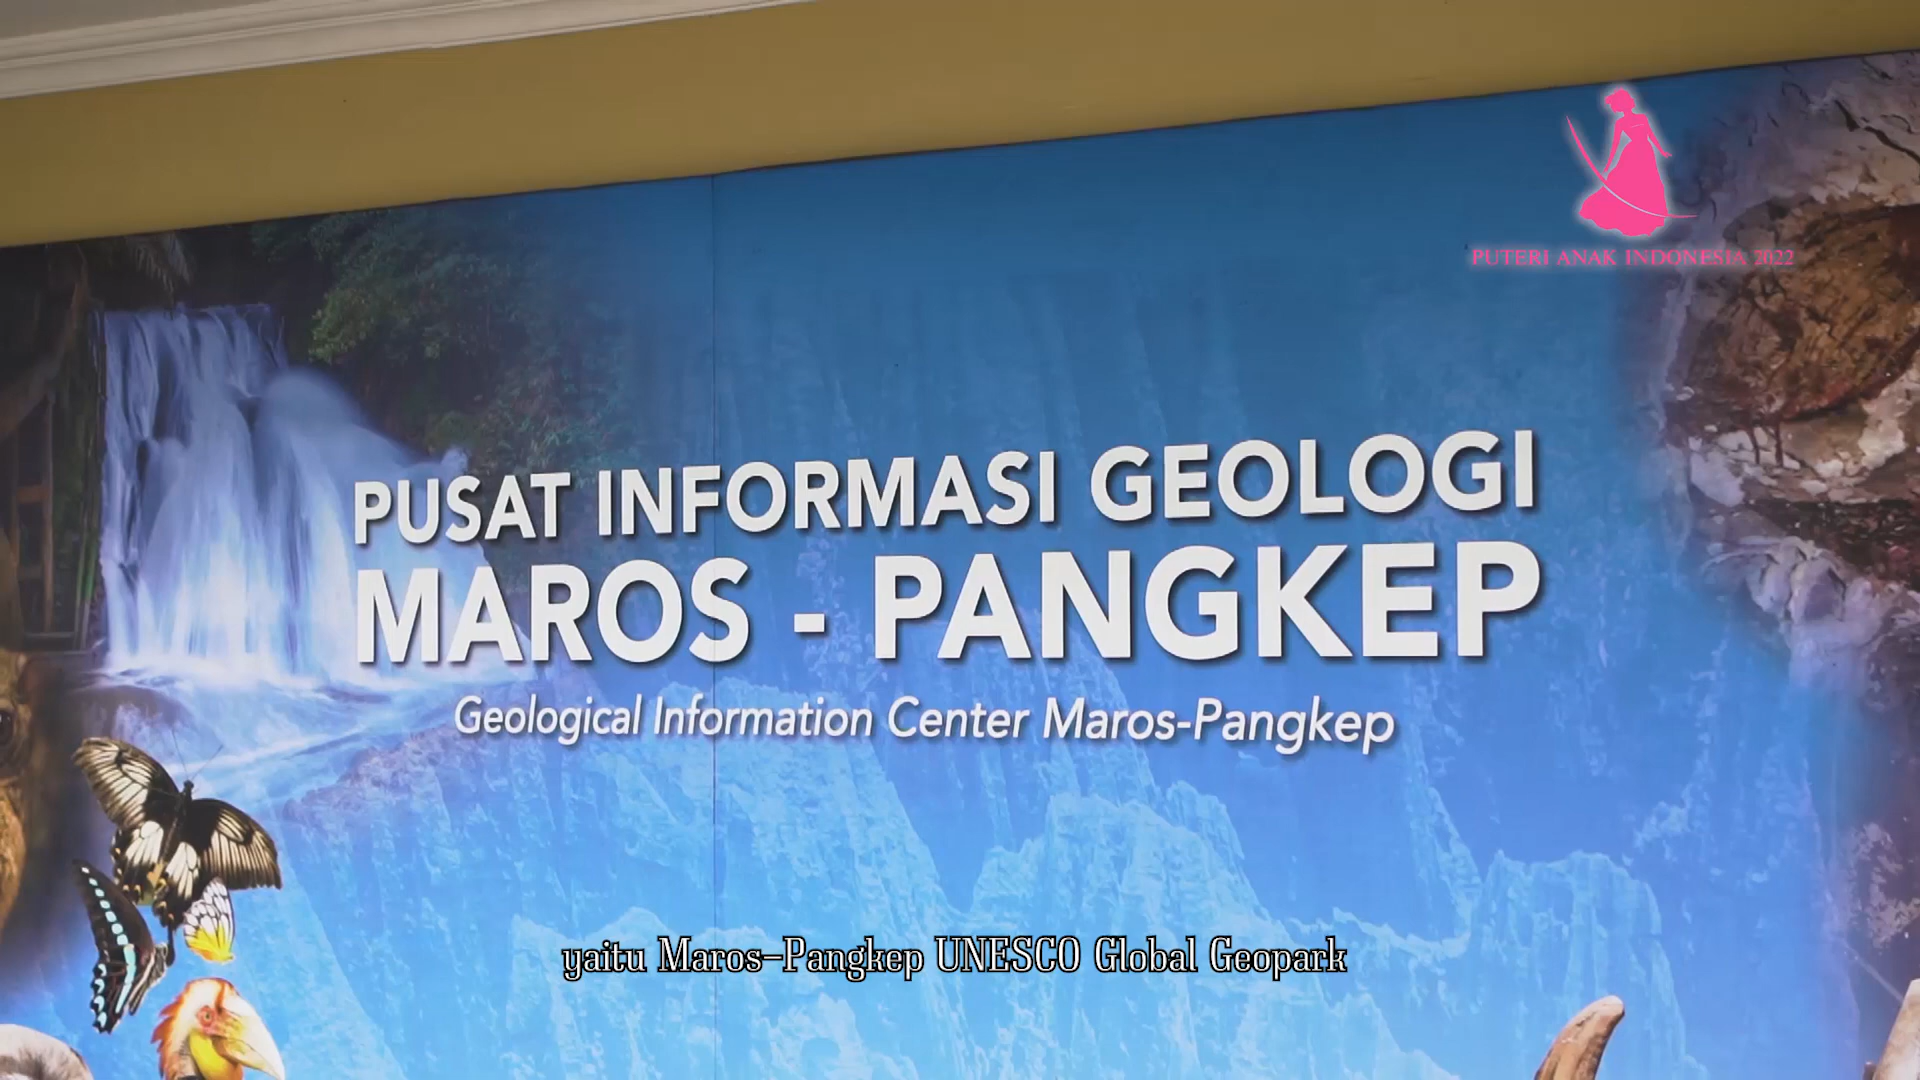 PUTERI ANAK INDONESIA 2022
PUSAT INFORMASI GEOLOGI
MAROS - PANGKEP
Geological Information Center Maros-Pangkep
yaitu Maros-Pangkep UNESCO Global Geopark